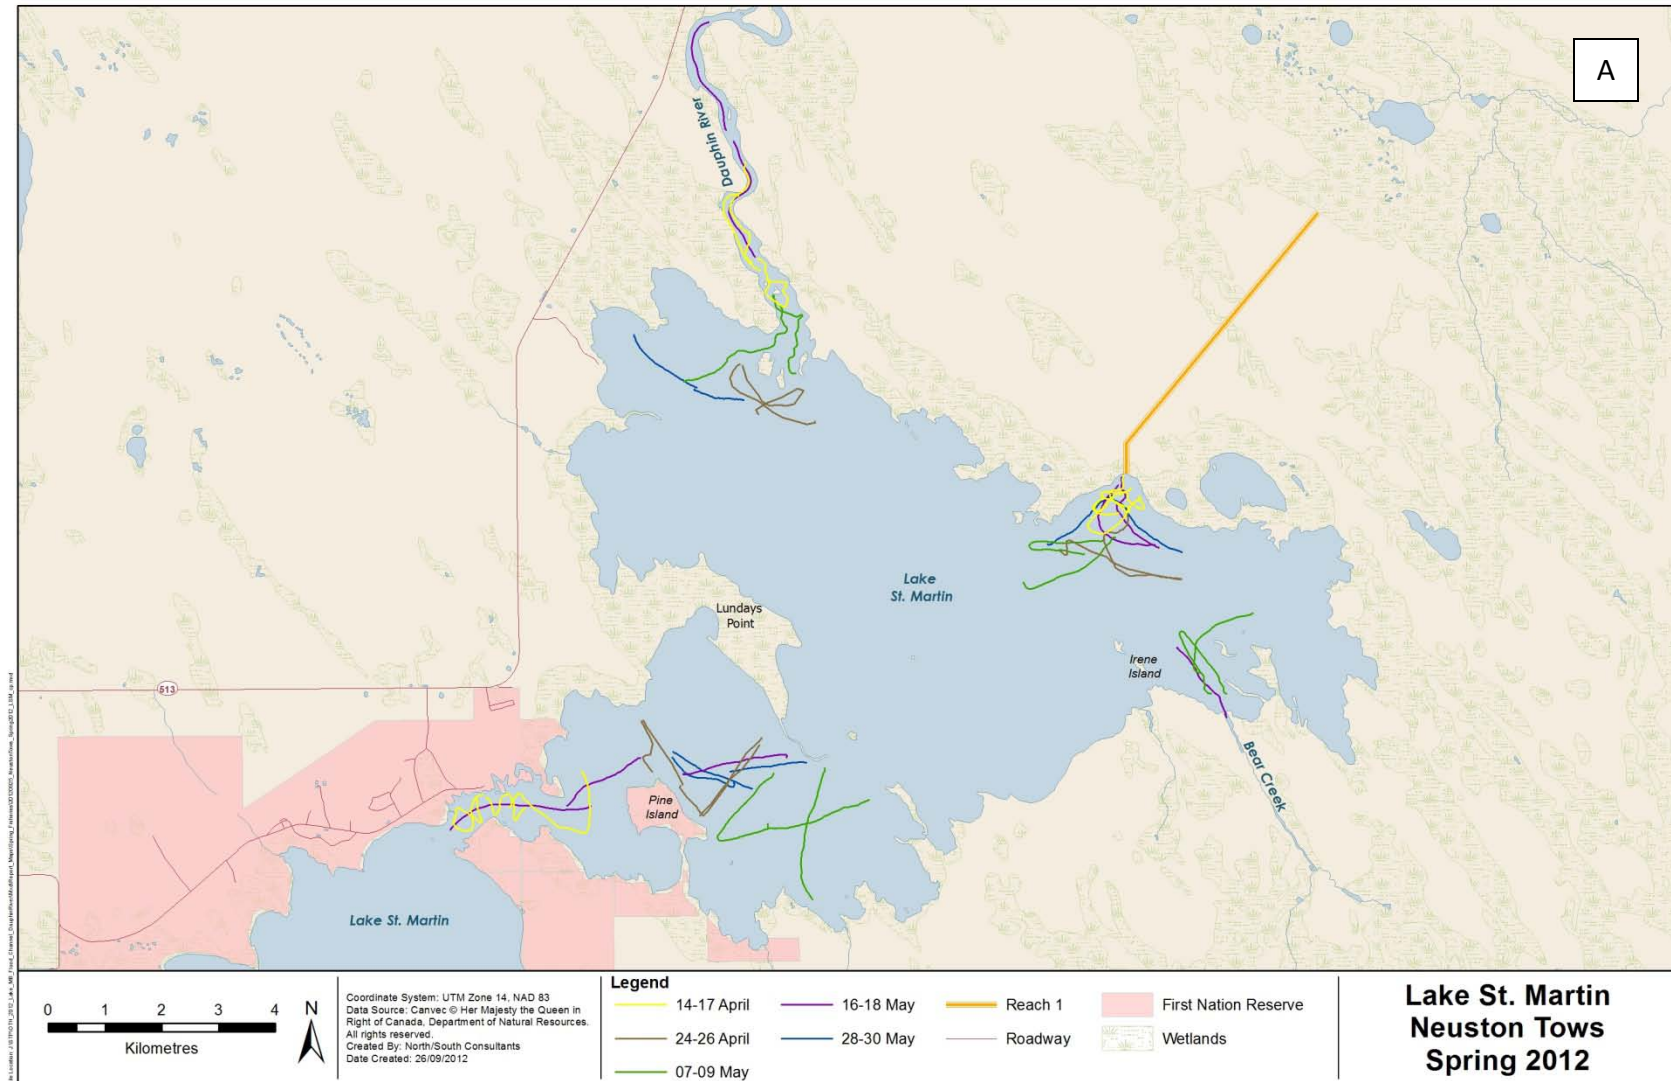 A
Dauphin River
Lake
St. Martin
Lundays
Point
Irene
Island
513
Bear Creek
Pine
Island
Lake St. Martin
0 1 2 3 4
Kilometres
N
Coordinate System: UTM Zone 14, NAD 83
Data Source: Canvec © Her Majesty the Queen in
Right of Canada, Department of Natural Resources.
All rights reserved.
Created By: North/South Consultants
Date Created: 26/09/2012
Legend
14-17 April
24-26 April
07-09 May
16-18 May
28-30 May
Reach 1
Roadway
First Nation Reserve
Wetlands
Lake St. Martin
Neuston Tows
Spring 2012